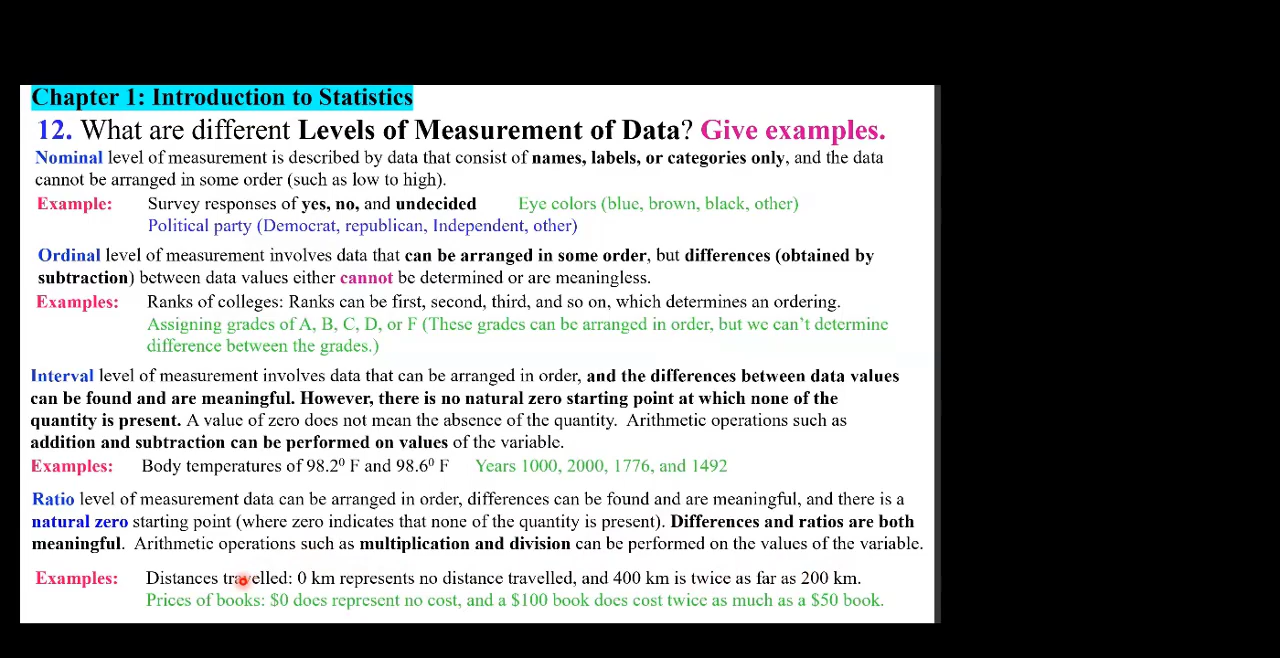 Chapter 1: Introduction to Statistics
12. What are different Levels of Measurement of Data? Give examples.
Nominal level of measurement is described by data that consist of names, labels, or categories only, and the data
cannot be arranged in some order (such as low to high).
Example: Survey responses of yes, no, and undecided Eye colors (blue, brown, black, other)
Political party (Democrat, republican, Independent, other)
Ordinal level of measurement involves data that can be arranged in some order, but differences (obtained by
subtraction) between data values either cannot be determined or are meaningless.
Examples: Ranks of colleges: Ranks can be first, second, third, and so on, which determines an ordering.
Assigning grades of A, B, C, D, or F (These grades can be arranged in order, but we can't determine
difference between the grades.)
Interval level of measurement involves data that can be arranged in order, and the differences between data values
can be found and are meaningful. However, there is no natural zero starting point at which none of the
quantity is present. A value of zero does not mean the absence of the quantity. Arithmetic operations such as
addition and subtraction can be performed on values of the variable.
Examples: Body temperatures of 98.2⁰ F and 98.6⁰ F Years 1000, 2000, 1776, and 1492
Ratio level of measurement data can be arranged in order, differences can be found and are meaningful, and there is a
natural zero starting point (where zero indicates that none of the quantity is present). Differences and ratios are both
meaningful. Arithmetic operations such as multiplication and division can be performed on the values of the variable.
Examples: Distances travelled: 0 km represents no distance travelled, and 400 km is twice as far as 200 km.
Prices of books: $0 does represent no cost, and a $100 book does cost twice as much as a $50 book.